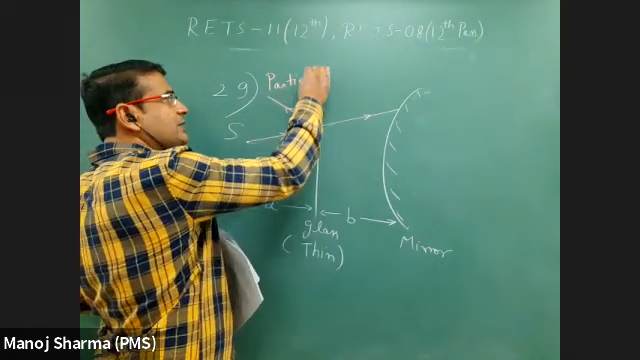 RETS-11(12th), RETS-08(12th Pass)
29)
S
b
glass
(Thin)
Mirror
Manoj Sharma (PMS)